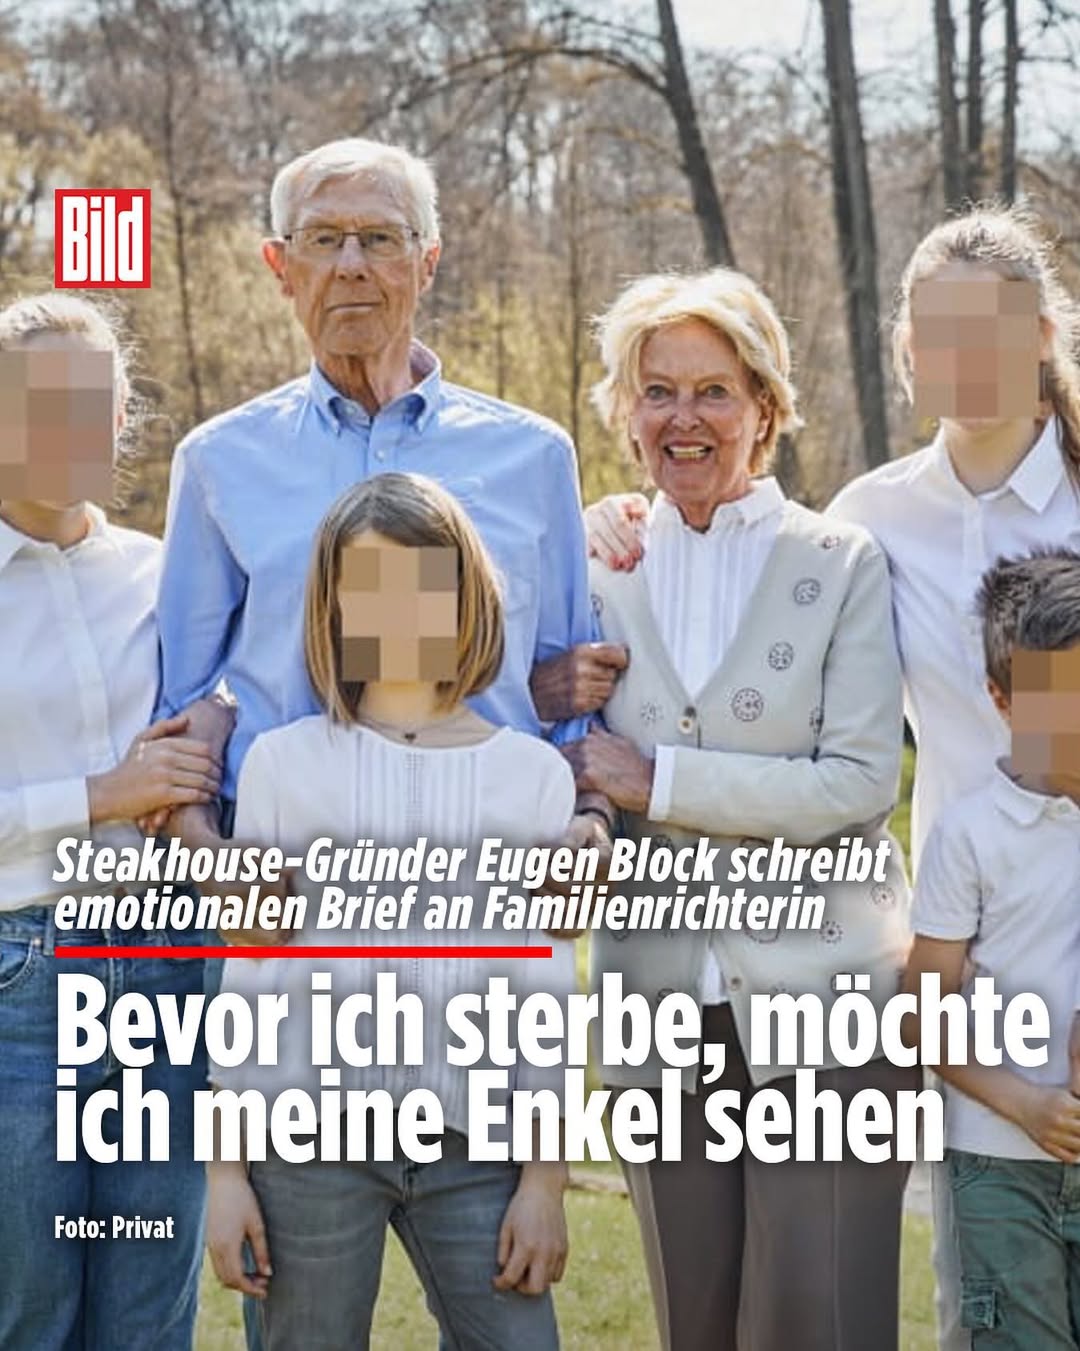 Bild
Steakhouse-Gründer Eugen Block schreibt
emotionalen Brief an Familienrichterin
Bevor ich sterbe, möchte
ich meine Enkel sehen
Foto: Privat